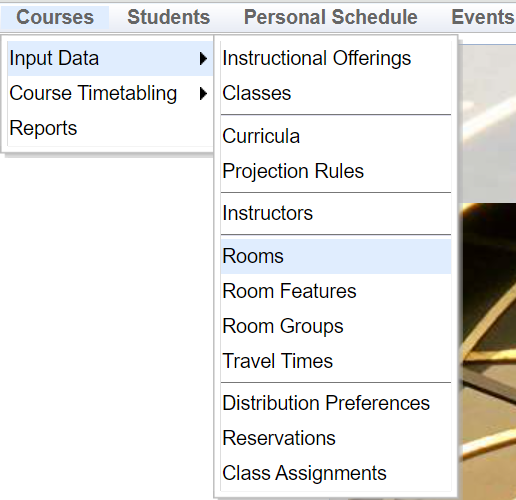 Courses Students Personal Schedule Events
Input Data
Course Timetabling
Reports
Instructional Offerings
Classes
Curricula
Projection Rules
Instructors
Rooms
Room Features
Room Groups
Travel Times
Distribution Preferences
Reservations
Class Assignments